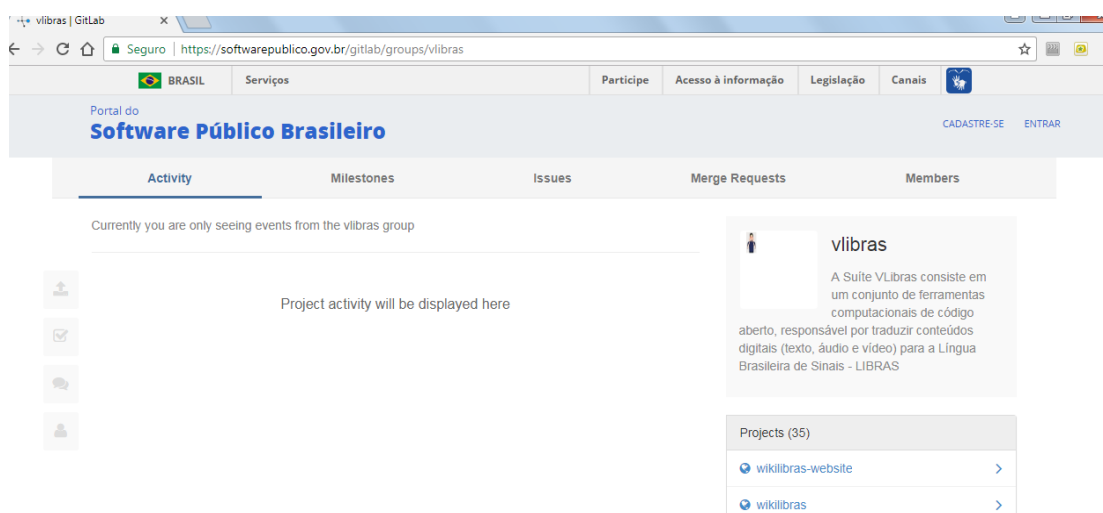 vlibras | GitLab
Seguro | https://softwarepublico.gov.br/gitlab/groups/vlibras
BRASIL Serviços Participe Acesso à informação Legislação Canais
Portal do
Software Público Brasileiro
CADASTRE-SE ENTRAR
Activity Milestones Issues Merge Requests Members
Currently you are only seeing events from the vlibras group
Project activity will be displayed here
vlibras
A Suíte VLibras consiste em
um conjunto de ferramentas
computacionais de código
aberto, responsável por traduzir conteúdos
digitais (texto, áudio e vídeo) para a Língua
Brasileira de Sinais - LIBRAS
Projects (35)
wikilibras-website
wikilibras